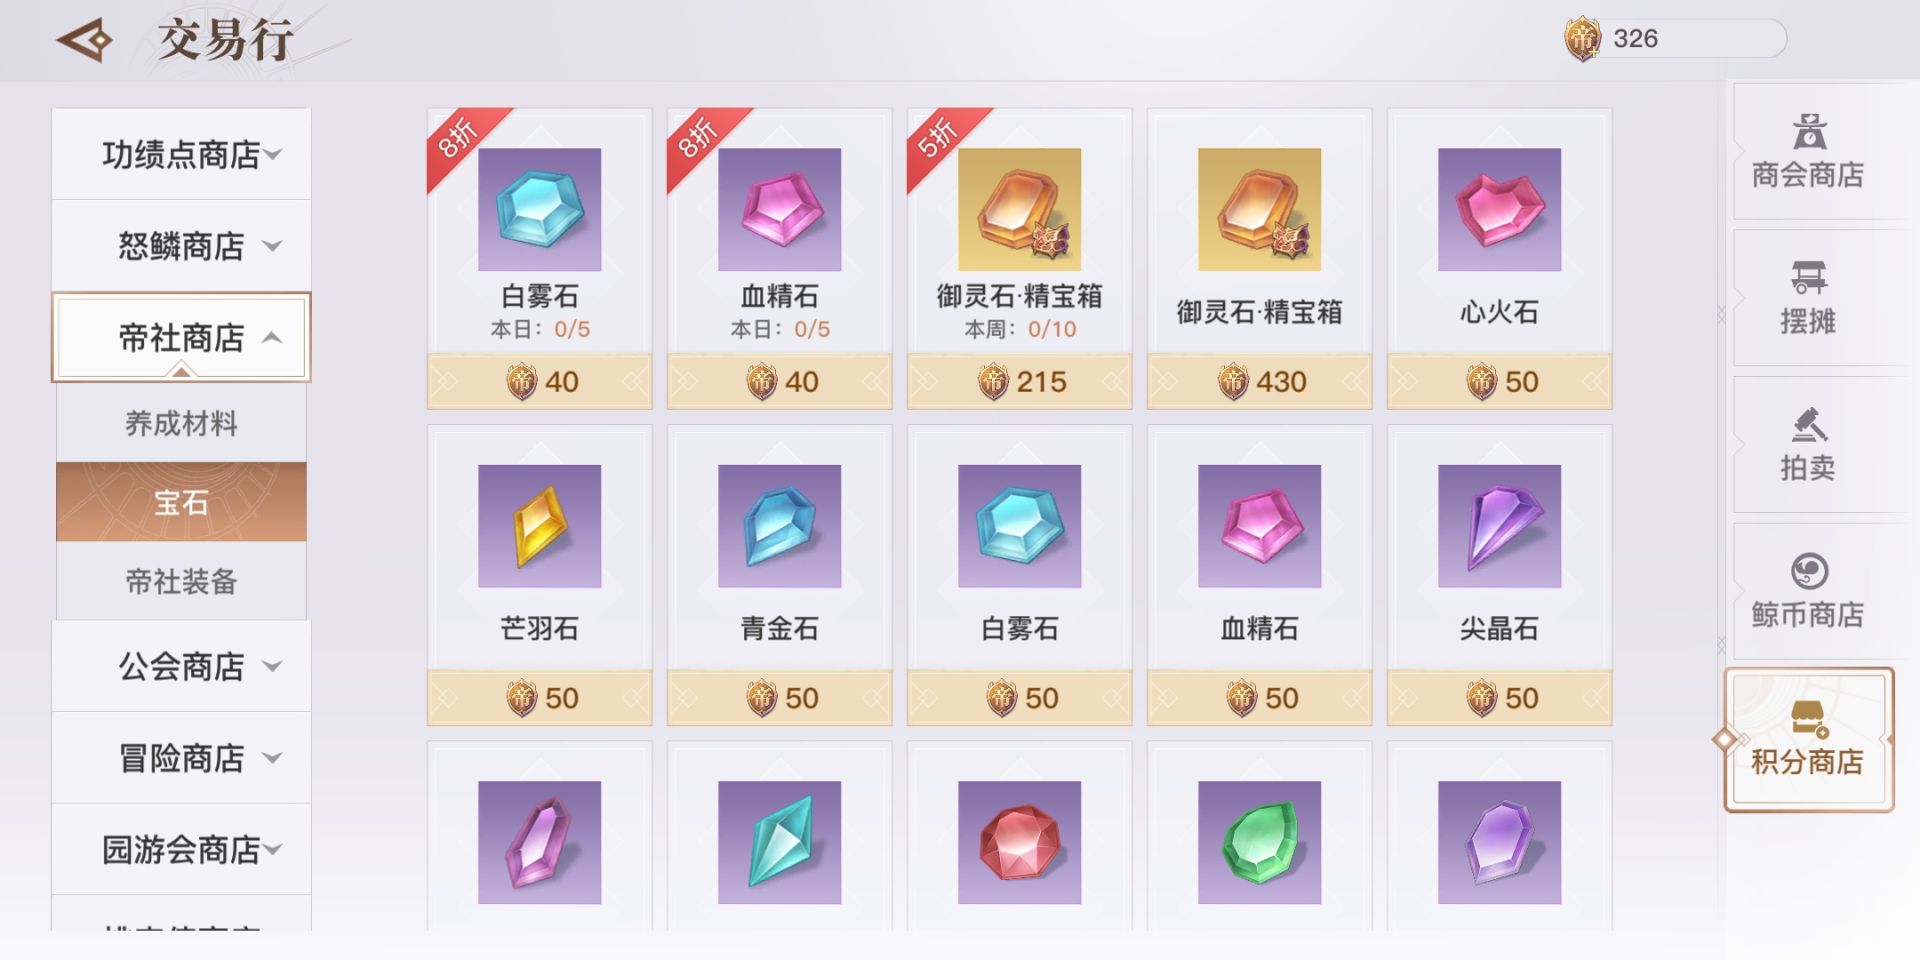 交易行
326
功绩点商店
怒鳞商店
帝社商店
养成材料
宝石
帝社装备
公会商店
冒险商店
园游会商店
8折
白雾石
本日：0/5
40
8折
血精石
本日：0/5
40
5折
御灵石·精宝箱
本周：0/10
215
御灵石·精宝箱
430
心火石
50
芒羽石
50
青金石
50
白雾石
50
血精石
50
尖晶石
50
商会商店
摆摊
拍卖
鲸币商店
积分商店